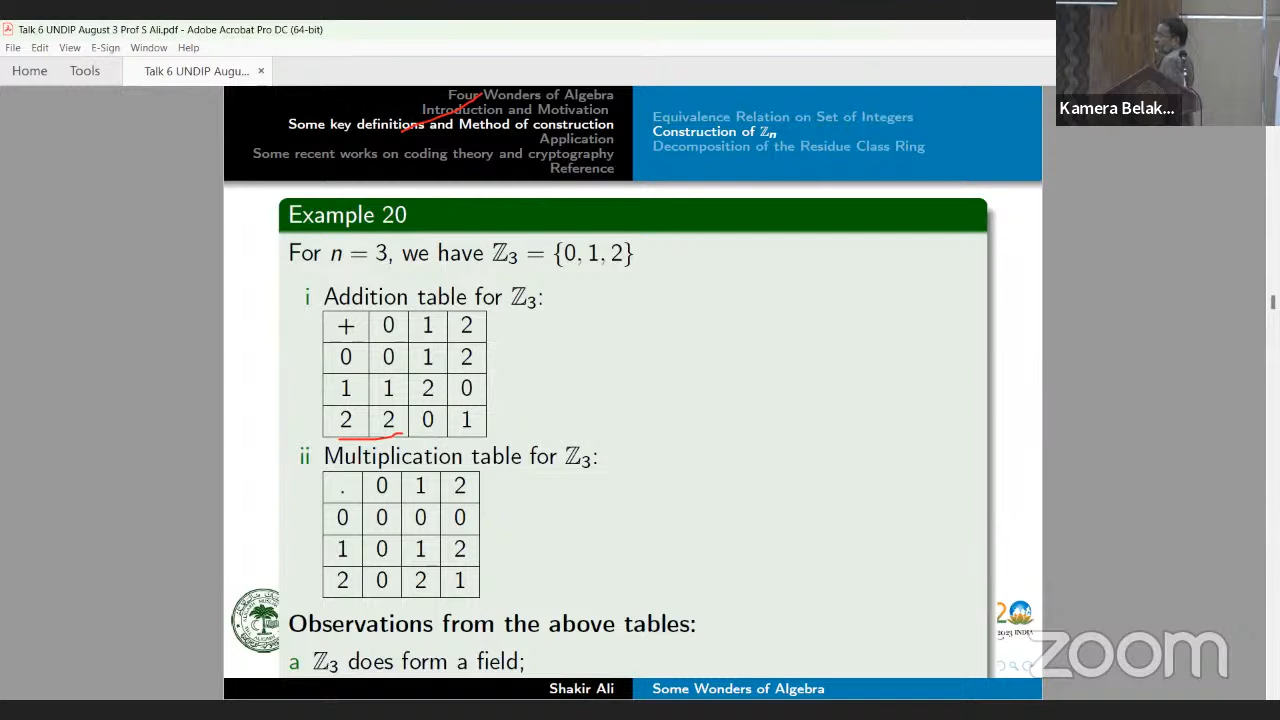 Talk 6 UNDIP August 3 Prof S Ali.pdf - Adobe Acrobat Pro DC (64-bit)
File Edit View E-Sign Window Help
Home Tools Talk 6 UNDIP Augu... ×
Kamera Belak...
Four Wonders of Algebra
Introduction and Motivation
Some key definitions and Method of construction
Application
Some recent works on coding theory and cryptography
Reference
Equivalence Relation on Set of Integers
Construction of ℤₙ
Decomposition of the Residue Class Ring
Example 20
For n = 3, we have ℤ₃ = {0, 1, 2}
i Addition table for ℤ₃:
+ 0 1 2
0 0 1 2
1 1 2 0
2 2 0 1
ii Multiplication table for ℤ₃:
. 0 1 2
0 0 0 0
1 0 1 2
2 0 2 1
Observations from the above tables:
a ℤ₃ does form a field;
2023 INDIA
zoom
Shakir Ali Some Wonders of Algebra